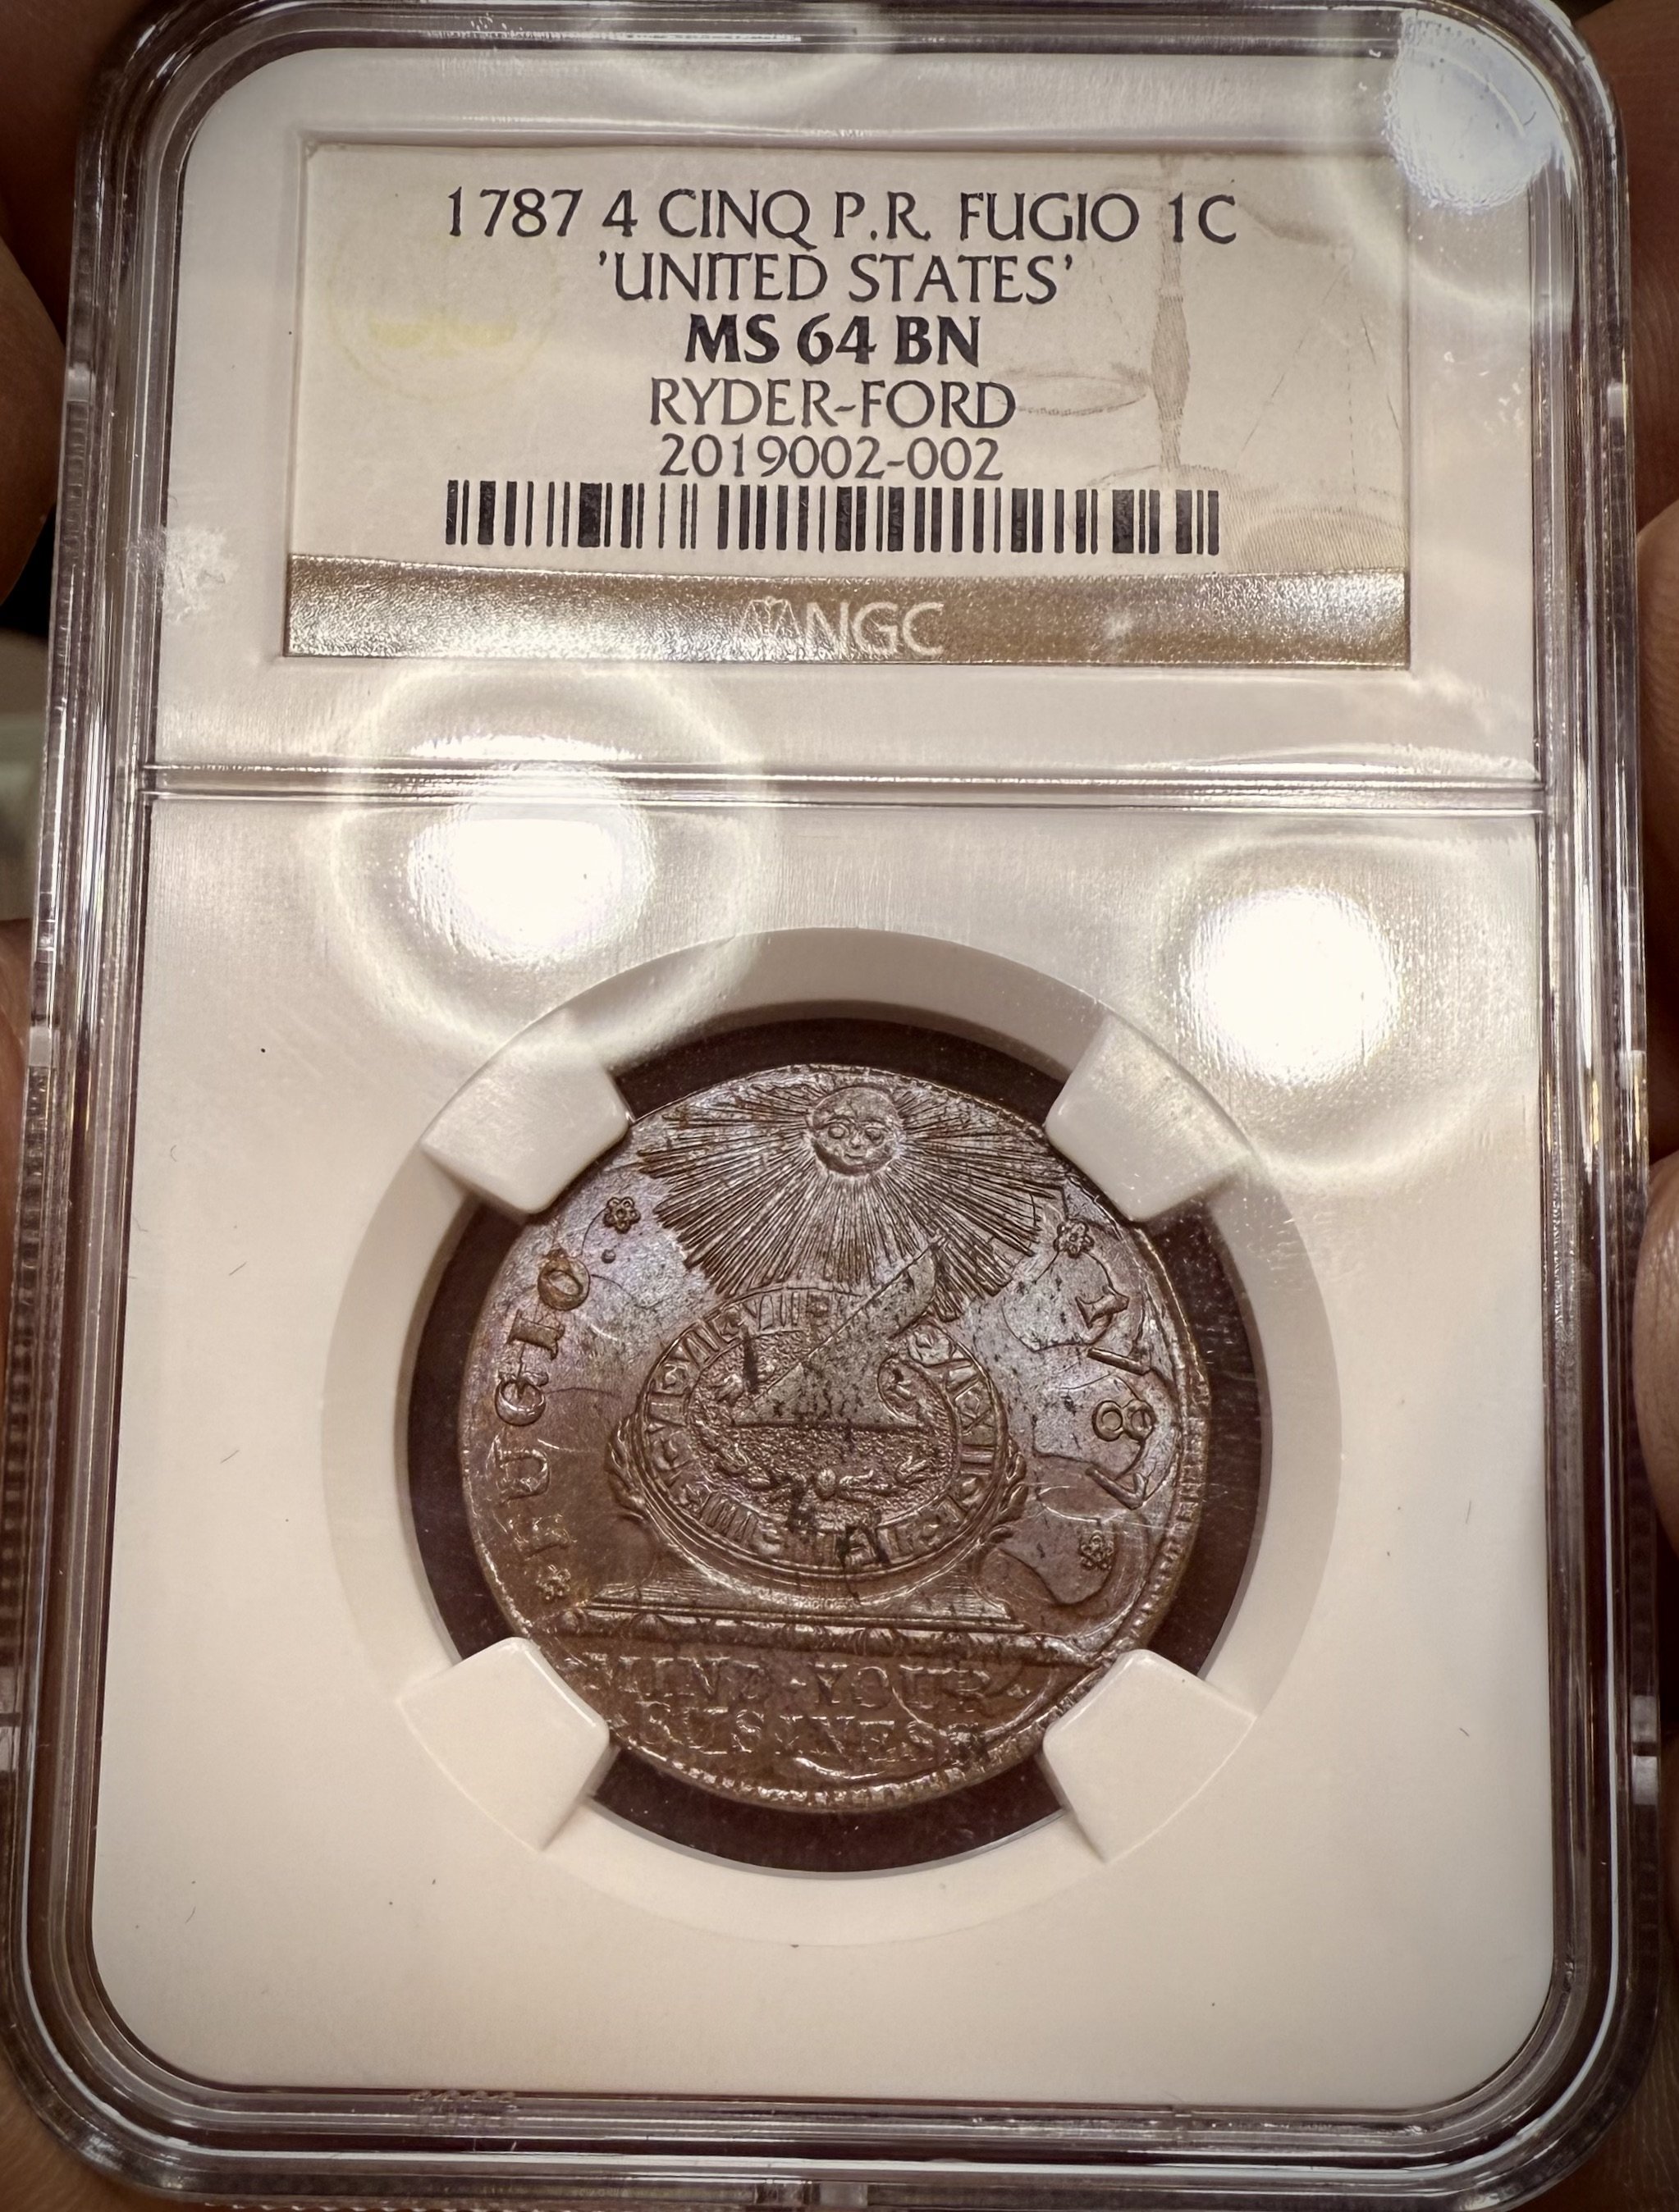 1787 4 CINQ P.R. FUGIO 1C
'UNITED STATES'
MS 64 BN
RYDER-FORD
2019002-002
NGC
FUGIO
1787
MIND · YOUR
BUSINESS